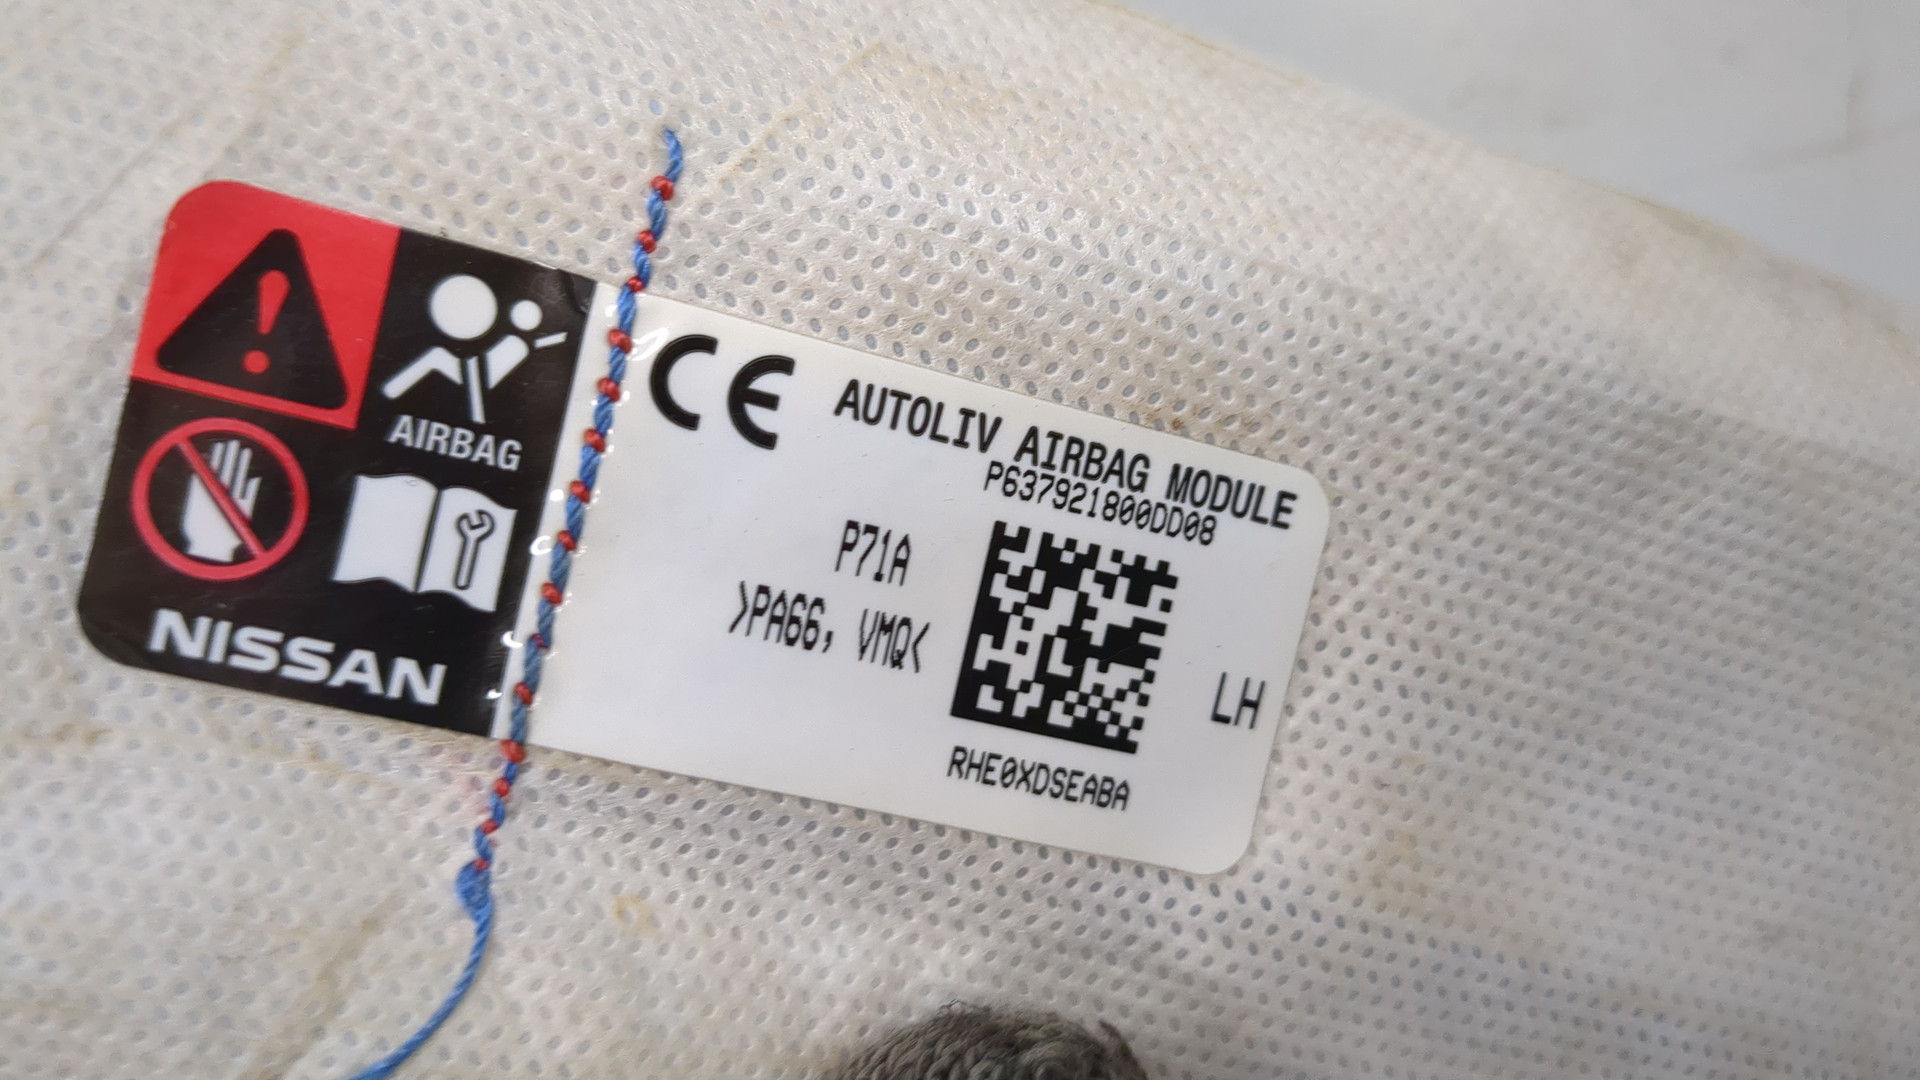 AIRBAG
NISSAN
CE
AUTOLIV AIRBAG MODULE
P637921800DD08
P71A
>PA66, VMQ<
LH
RHE0XDSEABA